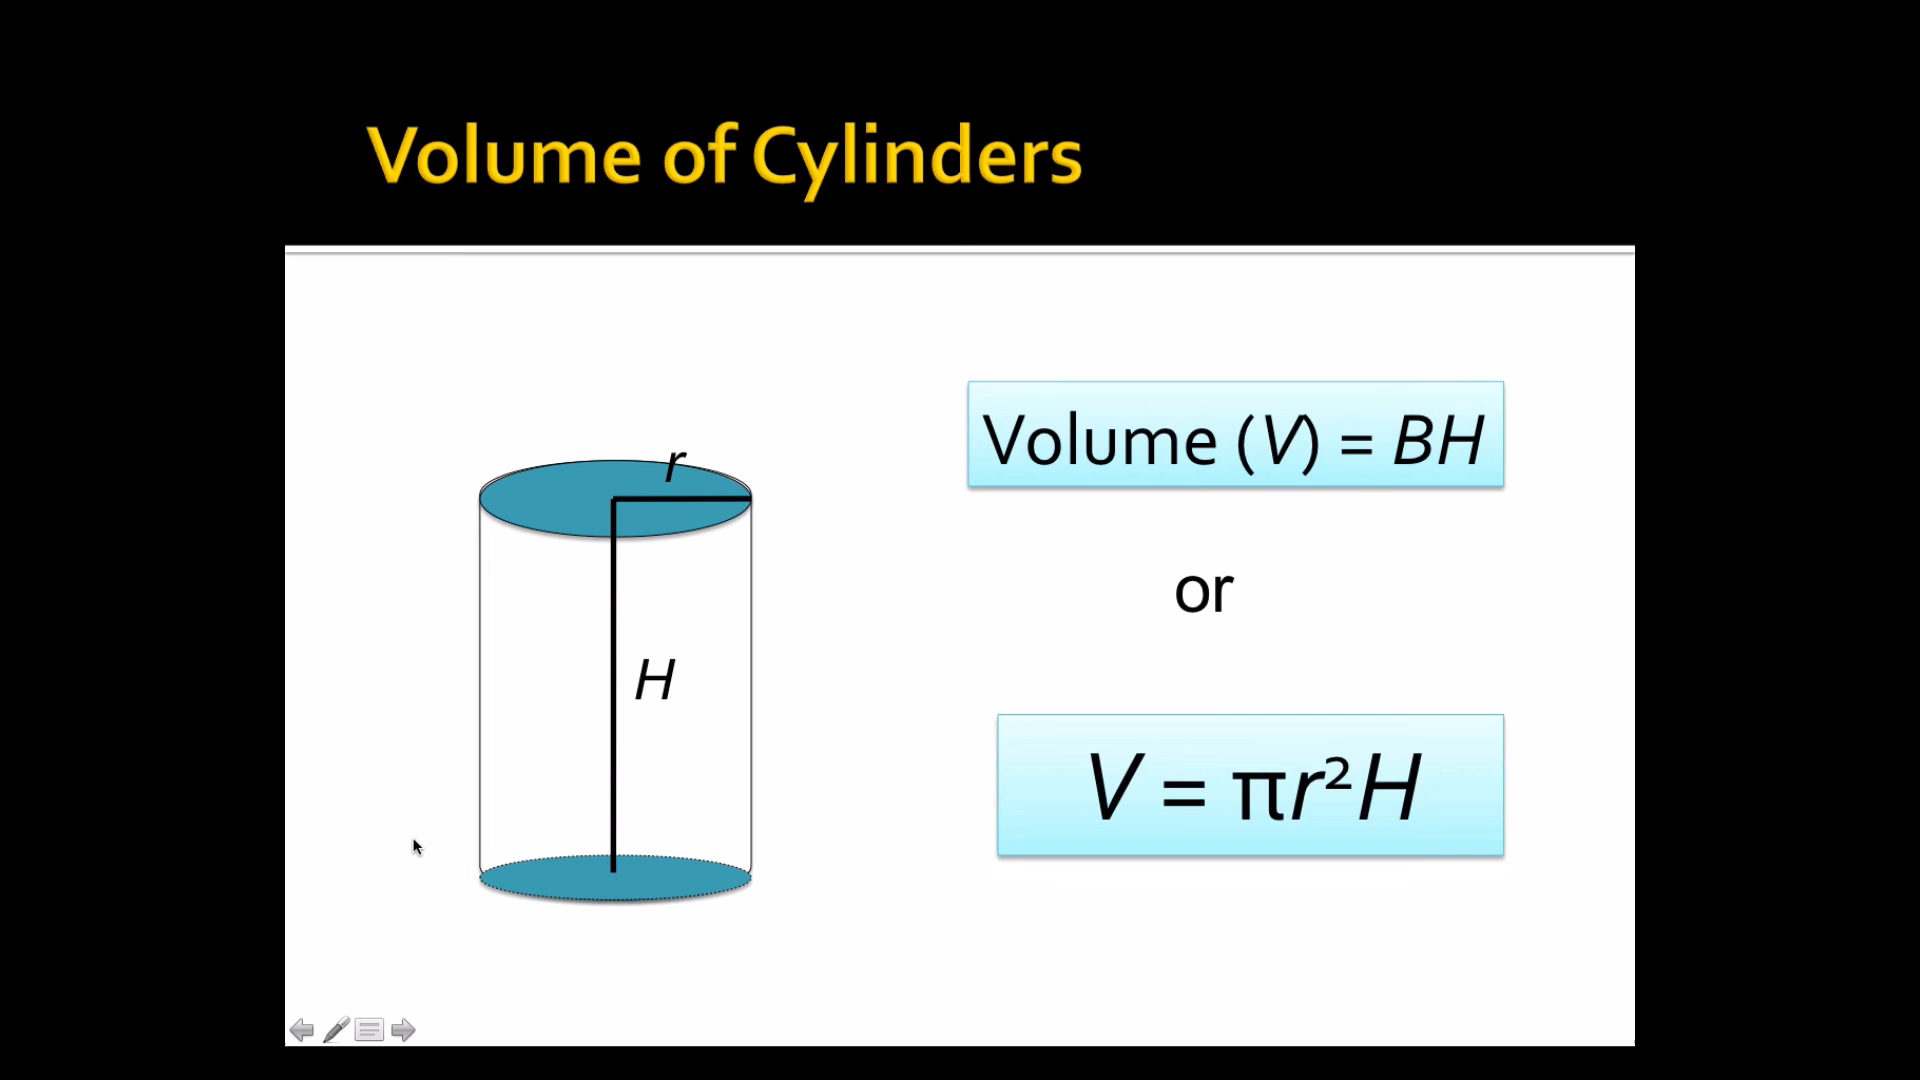 Volume of Cylinders
r
H
Volume (V) = BH
or
V = πr²H